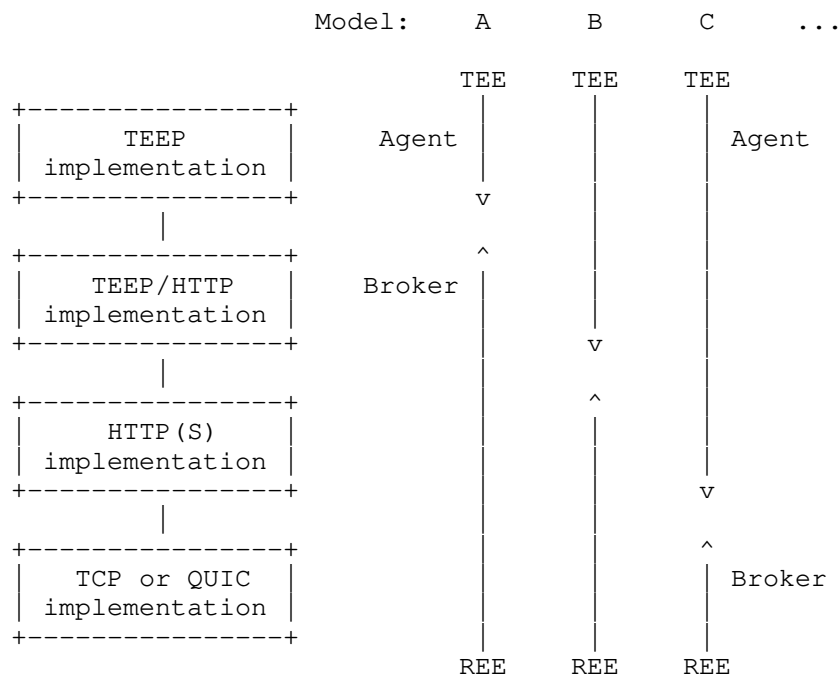 Model: A B C ...
TEE TEE TEE
TEEP Agent Agent
implementation
v
^
TEEP/HTTP Broker
implementation
v
^
HTTP(S)
implementation
v
^
TCP or QUIC Broker
implementation
REE REE REE